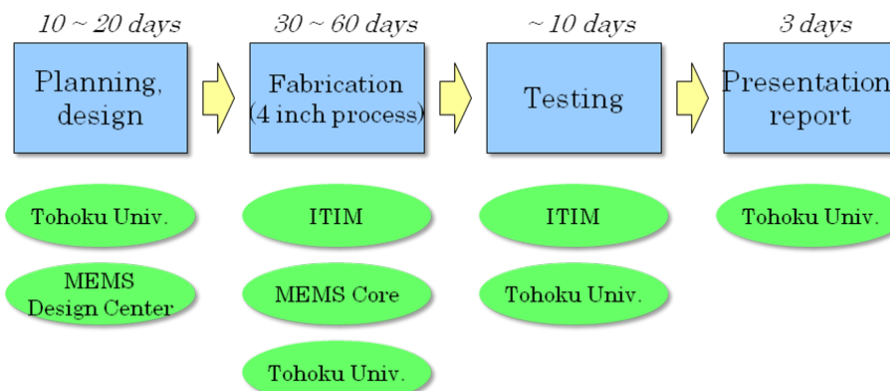 10 ~ 20 days
30 ~ 60 days
~ 10 days
3 days
Planning,
design
Fabrication
(4 inch process)
Testing
Presentation
report
Tohoku Univ.
ITIM
ITIM
Tohoku Univ.
MEMS
Design Center
MEMS Core
Tohoku Univ.
Tohoku Univ.